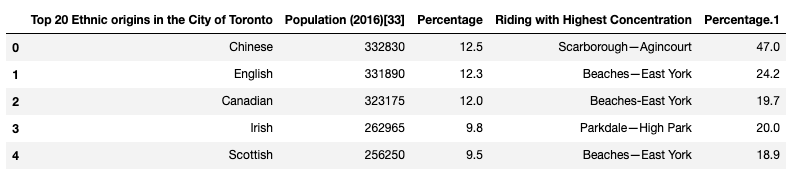 Top 20 Ethnic origins in the City of Toronto Population (2016)[33] Percentage Riding with Highest Concentration Percentage.1
0 Chinese 332830 12.5 Scarborough—Agincourt 47.0
1 English 331890 12.3 Beaches—East York 24.2
2 Canadian 323175 12.0 Beaches-East York 19.7
3 Irish 262965 9.8 Parkdale—High Park 20.0
4 Scottish 256250 9.5 Beaches—East York 18.9